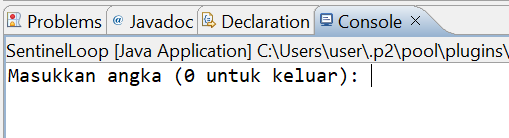 Problems @ Javadoc Declaration Console
SentinelLoop [Java Application] C:\Users\user\.p2\pool\plugins\
Masukkan angka (0 untuk keluar):